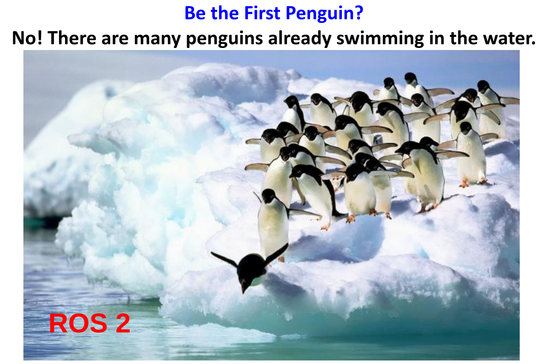 Be the First Penguin?
No! There are many penguins already swimming in the water.
ROS 2